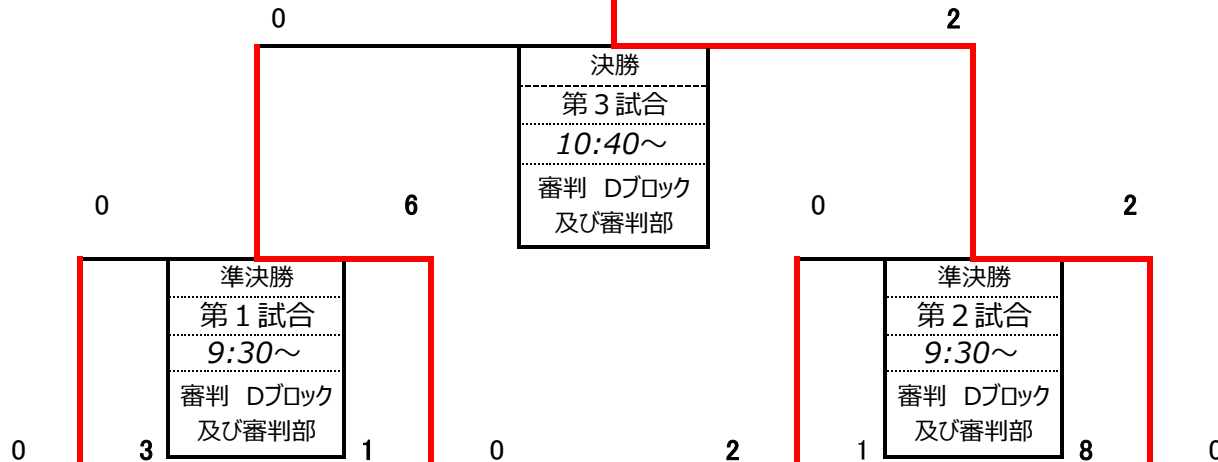 0 2
決勝
第３試合
10:40～
審判 Dブロック
及び審判部
0 6 0 2
準決勝 準決勝
第１試合 第２試合
9:30～ 9:30～
審判 Dブロック 審判 Dブロック
及び審判部 及び審判部
0 3 1 0 2 1 8 0